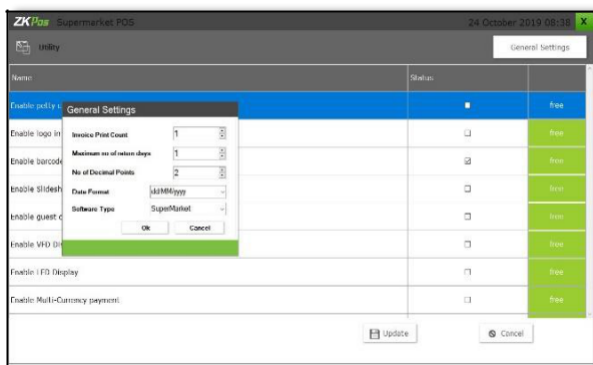 ZKPos Supermarket POS 24 October 2019 08:38 X
Utility General Settings
Name Status
Enable petty free
Enable logo in free
Enable barcode free
Enable Slidesh free
Enable guest free
Enable VFD Di free
Enable LED Display free
Enable Multi-Currency payment free
General Settings
Invoice Print Count 1
Maximum no of return days 1
No of Decimal Points 2
Date Format dd/MM/yyyy
Software Type SuperMarket
Ok Cancel
Update Cancel